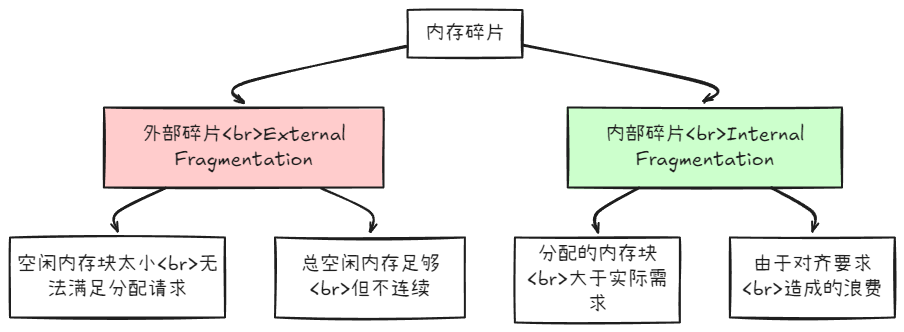 内存碎片
外部碎片<br>External
Fragmentation
内部碎片<br>Internal
Fragmentation
空闲内存块太小<br>无
法满足分配请求
总空闲内存足够
<br>但不连续
分配的内存块
<br>大于实际需
求
由于对齐要求
<br>造成的浪费